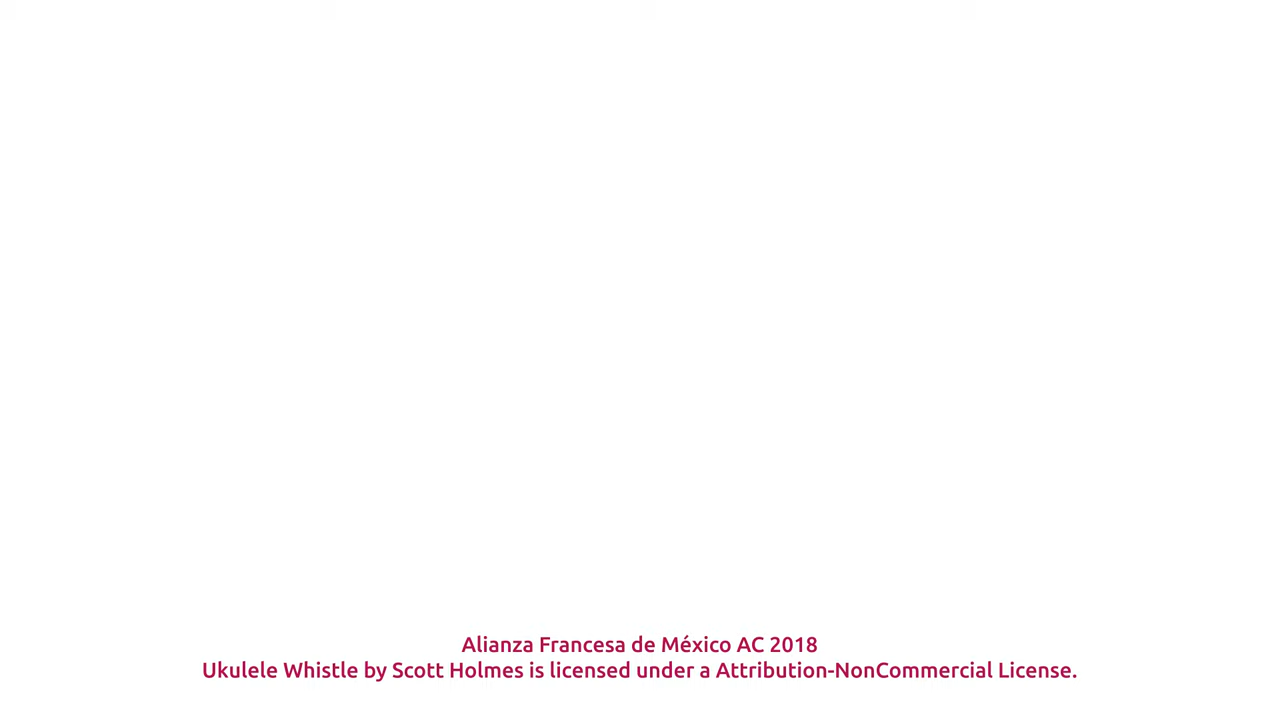 Alianza Francesa de México AC 2018
Ukulele Whistle by Scott Holmes is licensed under a Attribution-NonCommercial License.